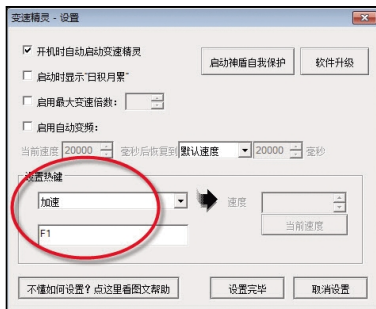 变速精灵 - 设置
开机时自动启动变速精灵
启动神盾自我保护
软件升级
启动时显示"日积月累"
启用最大变速倍数:
启用自动变频:
当前速度 20000 毫秒后恢复到 默认速度 20000 毫秒
设置热键
加速
速度
F1
当前速度
不懂如何设置?点这里看图文帮助
设置完毕
取消设置